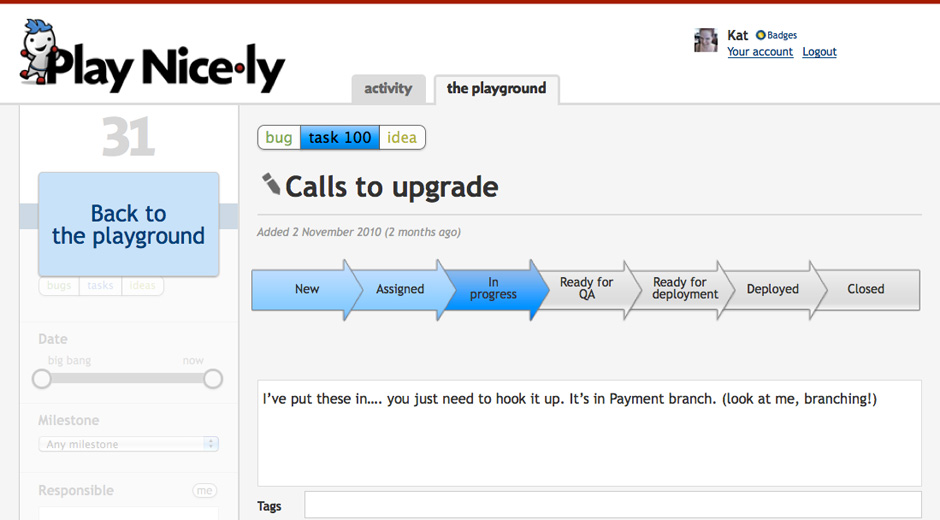 Play Nice·ly
Kat Badges
Your account Logout
activity the playground
31
Back to
the playground
bugs tasks ideas
Date
big bang now
Milestone
Any milestone
Responsible me
bug task 100 idea
Calls to upgrade
Added 2 November 2010 (2 months ago)
New
Assigned
In
progress
Ready for
QA
Ready for
deployment
Deployed
Closed
I've put these in.... you just need to hook it up. It's in Payment branch. (look at me, branching!)
Tags